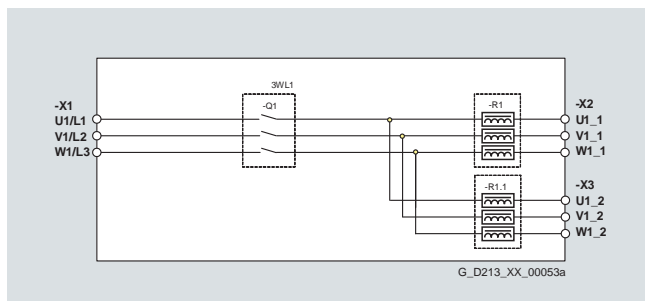 3WL1
-X1
-Q1
-R1
-X2
U1/L1
U1_1
V1/L2
V1_1
W1/L3
W1_1
-R1.1
-X3
U1_2
V1_2
W1_2
G_D213_XX_00053a